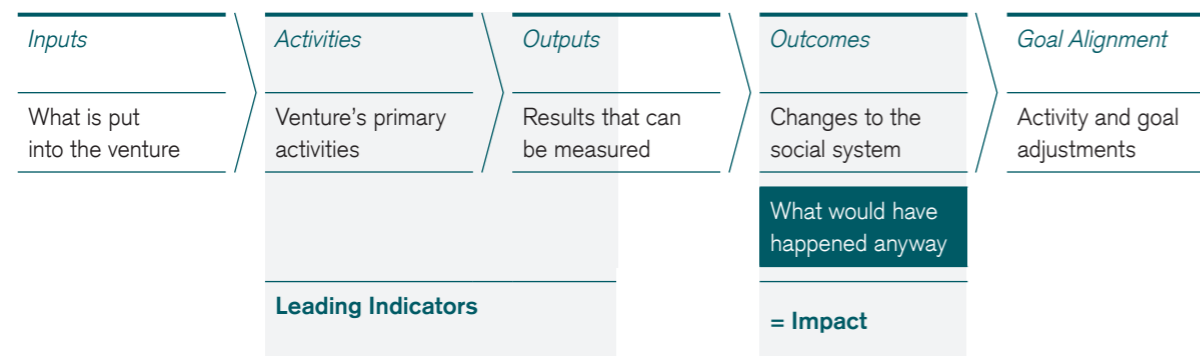 Inputs
What is put
into the venture
Activities
Venture's primary
activities
Outputs
Results that can
be measured
Outcomes
Changes to the
social system
Goal Alignment
Activity and goal
adjustments
What would have
happened anyway
Leading Indicators
= Impact